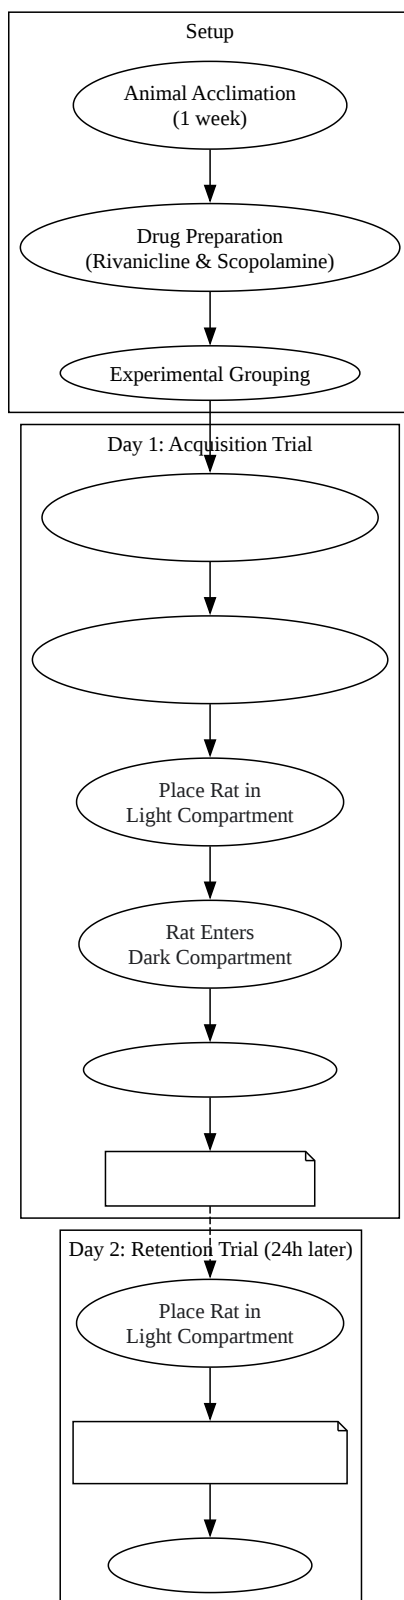 Setup
Animal Acclimation
(1 week)
Drug Preparation
(Rivanicline & Scopolamine)
Experimental Grouping
Day 1: Acquisition Trial
Place Rat in
Light Compartment
Rat Enters
Dark Compartment
Day 2: Retention Trial (24h later)
Place Rat in
Light Compartment